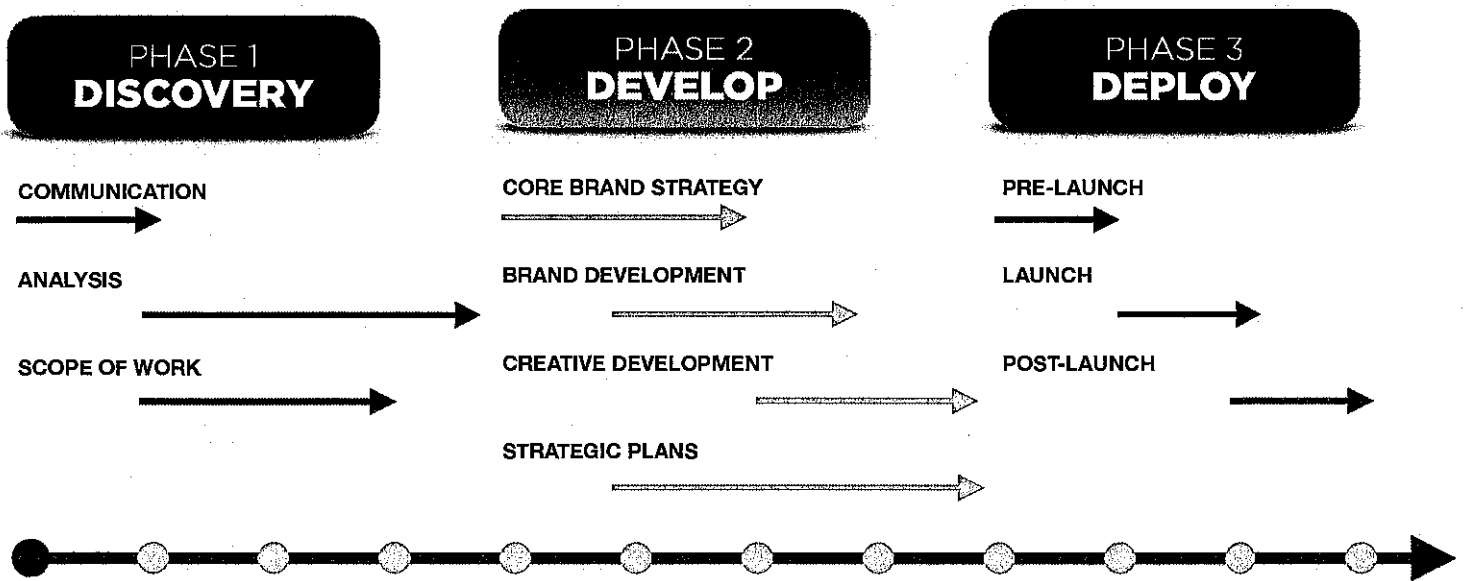 PHASE 1
DISCOVERY
COMMUNICATION
ANALYSIS
SCOPE OF WORK
PHASE 2
DEVELOP
CORE BRAND STRATEGY
BRAND DEVELOPMENT
CREATIVE DEVELOPMENT
STRATEGIC PLANS
PHASE 3
DEPLOY
PRE-LAUNCH
LAUNCH
POST-LAUNCH